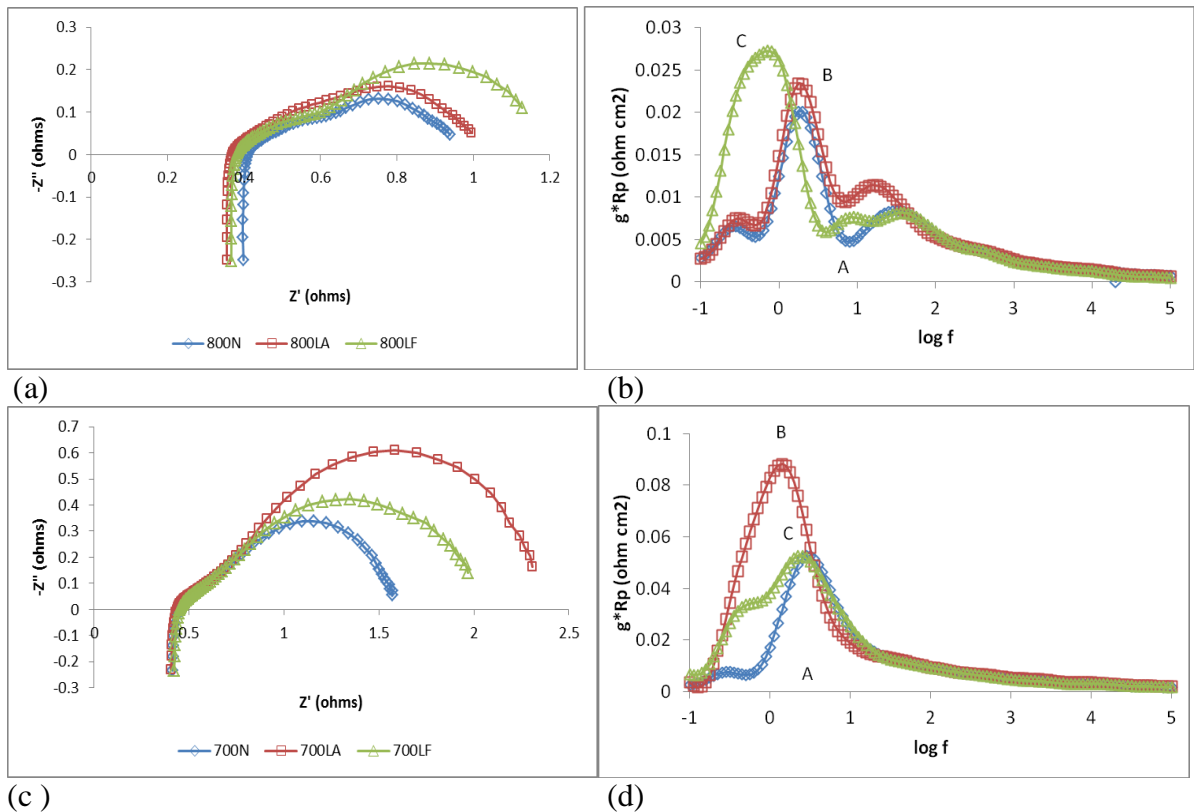 0.3
0.2
0.1
0
-0.1
-0.2
-0.3
0 0.2 0.4 0.6 0.8 1 1.2
-Z'' (ohms)
Z' (ohms)
800N 800LA 800LF
(a)
0.03
0.025
0.02
0.015
0.01
0.005
0
-1 0 1 2 3 4 5
g*Rp (ohm cm2)
log f
C
B
A
(b)
0.7
0.6
0.5
0.4
0.3
0.2
0.1
0
-0.1
-0.2
-0.3
0 0.5 1 1.5 2 2.5
-Z'' (ohms)
Z' (ohms)
700N 700LA 700LF
(c )
0.1
0.08
0.06
0.04
0.02
0
-1 0 1 2 3 4 5
g*Rp (ohm cm2)
log f
B
C
A
(d)